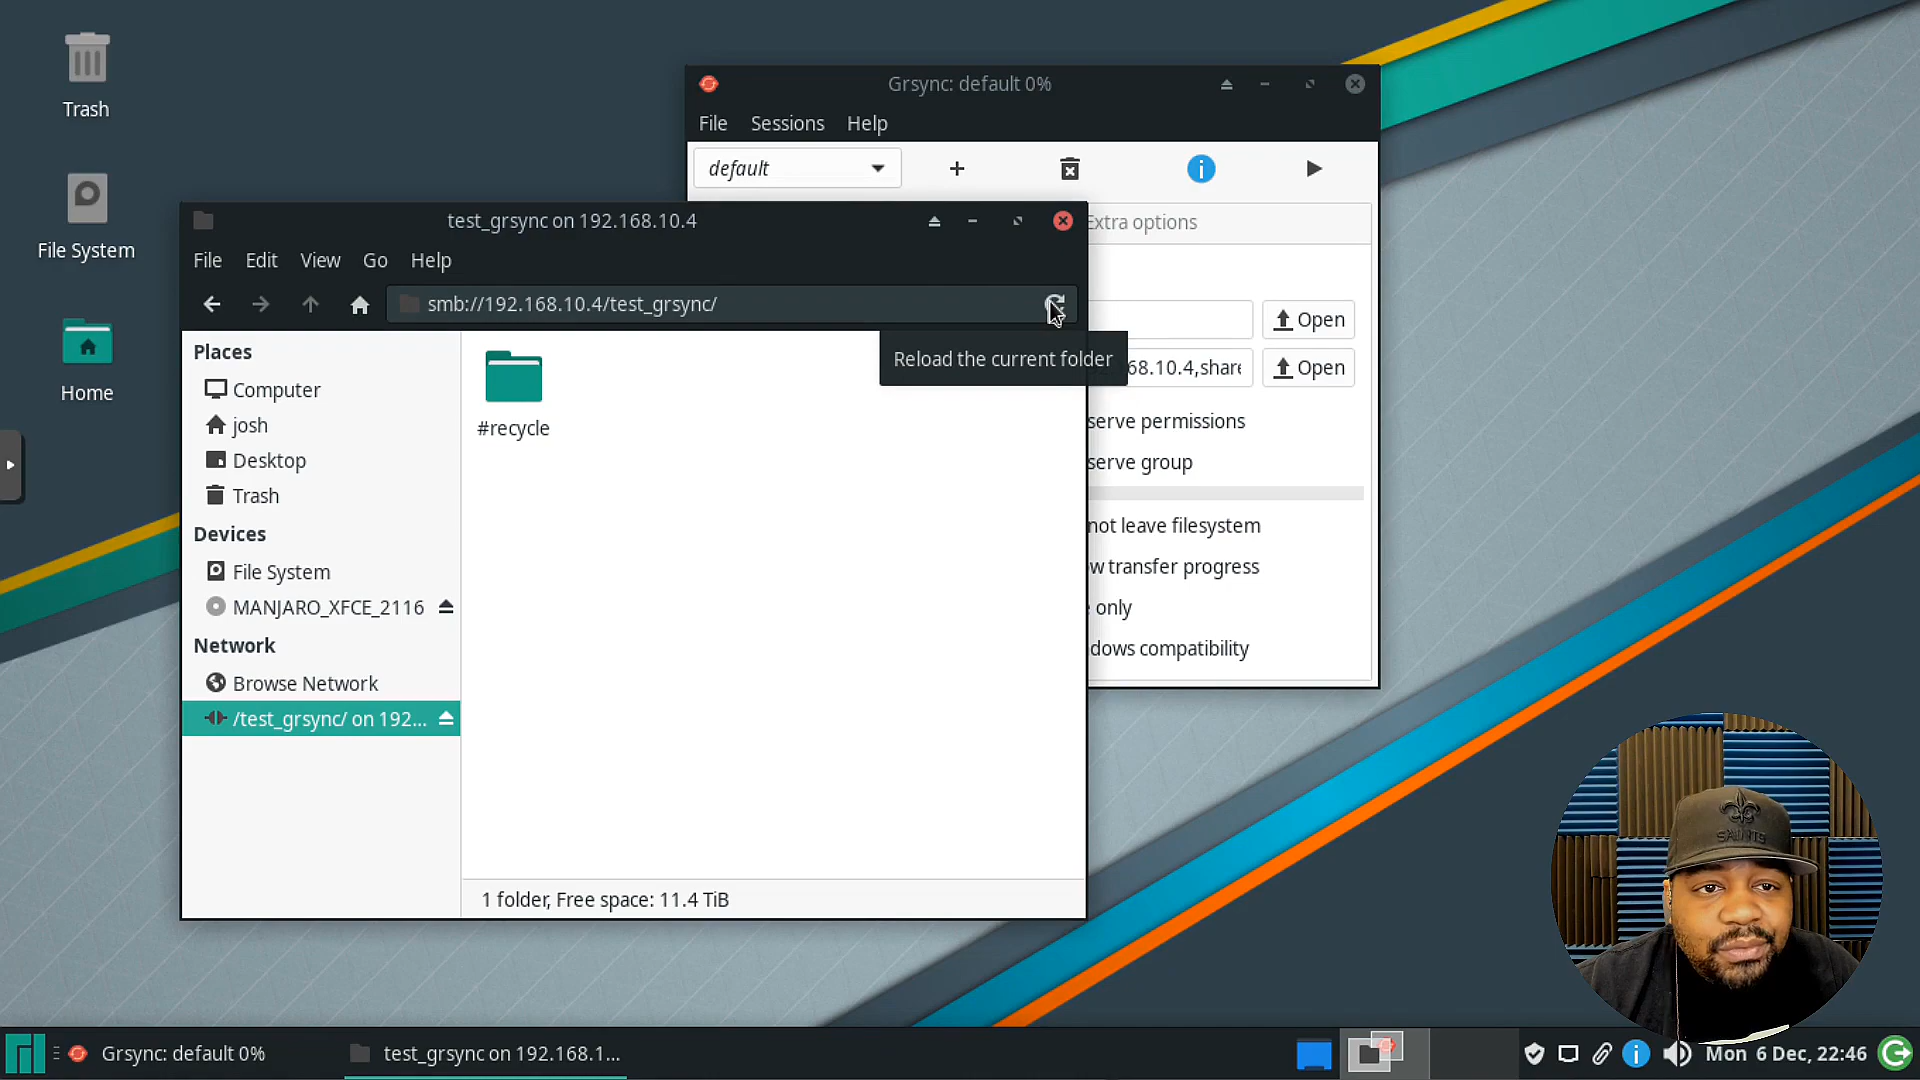 Trash
File System
Home
Grsync: default 0%
File Sessions Help
default
Extra options
Open
68.10.4,share
Open
serve permissions
serve group
not leave filesystem
w transfer progress
only
dows compatibility
test_grsync on 192.168.10.4
File Edit View Go Help
smb://192.168.10.4/test_grsync/
Reload the current folder
Places
Computer
josh
Desktop
Trash
Devices
File System
MANJARO_XFCE_2116
Network
Browse Network
/test_grsync/ on 192...
#recycle
1 folder, Free space: 11.4 TiB
SAINTS
Grsync: default 0%
test_grsync on 192.168.1...
Mon 6 Dec, 22:46